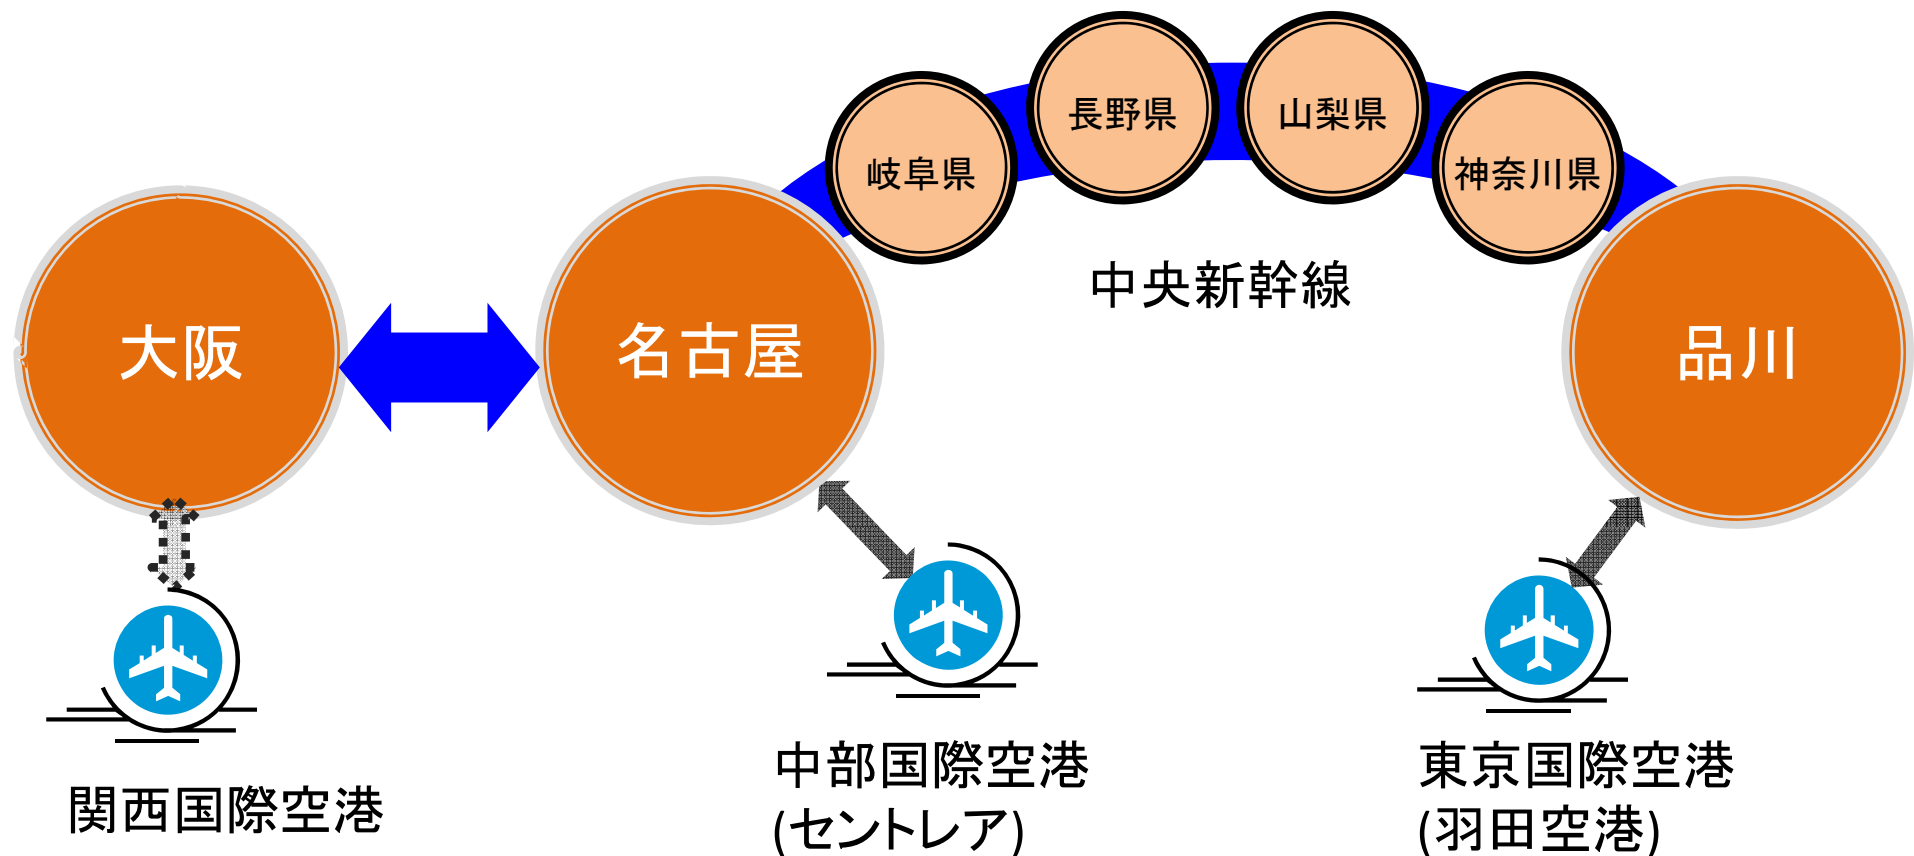 長野県
山梨県
岐阜県
神奈川県
中央新幹線
大阪
名古屋
品川
関西国際空港
中部国際空港
(セントレア)
東京国際空港
(羽田空港)